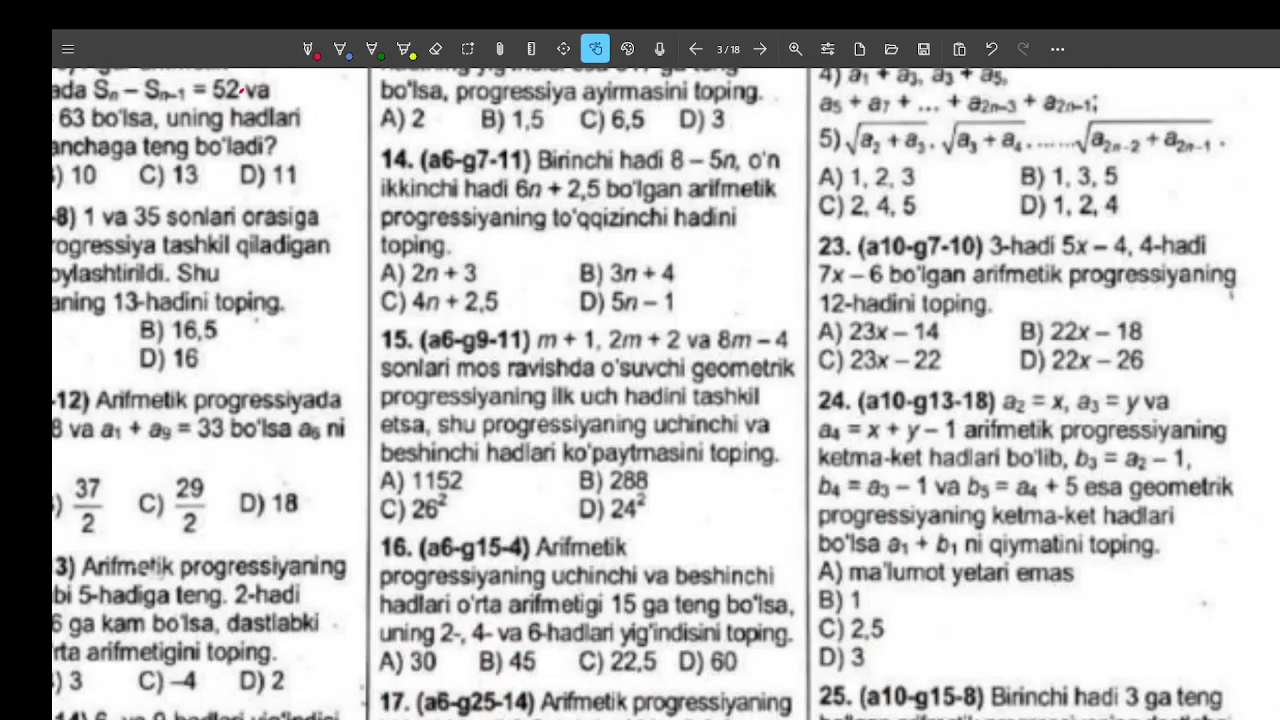 3 / 18
ada Sn – Sn–1 = 52 va
63 bo'lsa, uning hadlari
anchaga teng bo'ladi?
) 10 C) 13 D) 11
-8) 1 va 35 sonlari orasiga
rogressiya tashkil qiladigan
oylashtirildi. Shu
aning 13-hadini toping.
B) 16,5
D) 16
-12) Arifmetik progressiyada
8 va a₁ + a₉ = 33 bo'lsa a₅ ni
) 37/2 C) 29/2 D) 18
3) Arifmetik progressiyaning
bi 5-hadiga teng. 2-hadi
6 ga kam bo'lsa, dastlabki
rta arifmetigini toping.
) 3 C) –4 D) 2
bo'lsa, progressiya ayirmasini toping.
A) 2 B) 1,5 C) 6,5 D) 3
14. (a6-g7-11) Birinchi hadi 8 – 5n, o'n
ikkinchi hadi 6n + 2,5 bo'lgan arifmetik
progressiyaning to'qqizinchi hadini
toping.
A) 2n + 3 B) 3n + 4
C) 4n + 2,5 D) 5n – 1
15. (a6-g9-11) m + 1, 2m + 2 va 8m – 4
sonlari mos ravishda o'suvchi geometrik
progressiyaning ilk uch hadini tashkil
etsa, shu progressiyaning uchinchi va
beshinchi hadlari ko'paytmasini toping.
A) 1152 B) 288
C) 26² D) 24²
16. (a6-g15-4) Arifmetik
progressiyaning uchinchi va beshinchi
hadlari o'rta arifmetigi 15 ga teng bo'lsa,
uning 2-, 4- va 6-hadlari yig'indisini toping.
A) 30 B) 45 C) 22,5 D) 60
17. (a6-g25-14) Arifmetik progressiyaning
4) a₁ + a₃, a₃ + a₅,
a₅ + a₇ + ... + a₂ₙ₋₃ + a₂ₙ₋₁;
5) √(a₂ + a₃) . √(a₃ + a₄) . ...... √(a₂ₙ₋₂ + a₂ₙ₋₁) .
A) 1, 2, 3 B) 1, 3, 5
C) 2, 4, 5 D) 1, 2, 4
23. (a10-g7-10) 3-hadi 5x – 4, 4-hadi
7x – 6 bo'lgan arifmetik progressiyaning
12-hadini toping.
A) 23x – 14 B) 22x – 18
C) 23x – 22 D) 22x – 26
24. (a10-g13-18) a₂ = x, a₃ = y va
a₄ = x + y – 1 arifmetik progressiyaning
ketma-ket hadlari bo'lib, b₃ = a₂ – 1,
b₄ = a₃ – 1 va b₅ = a₄ + 5 esa geometrik
progressiyaning ketma-ket hadlari
bo'lsa a₁ + b₁ ni qiymatini toping.
A) ma'lumot yetari emas
B) 1
C) 2,5
D) 3
25. (a10-g15-8) Birinchi hadi 3 ga teng